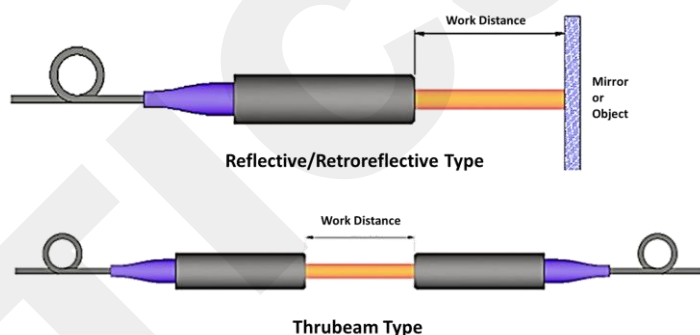 Work Distance
Mirror
or
Object
Reflective/Retroreflective Type
Work Distance
Thrubeam Type